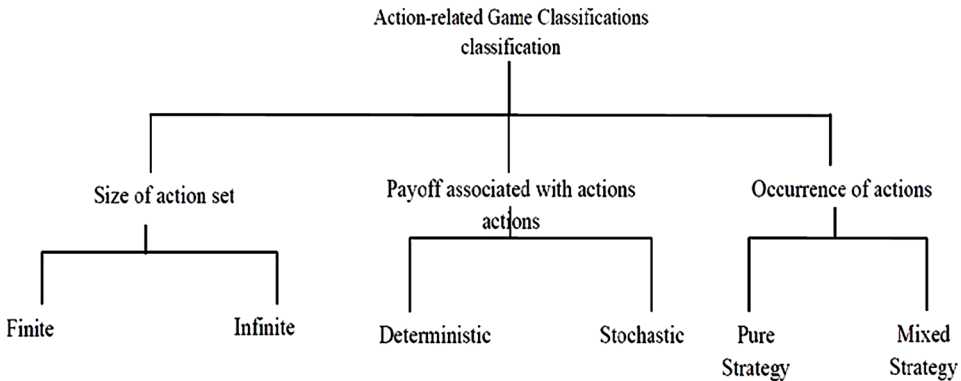 Action-related Game Classifications
classification
Size of action set
Payoff associated with actions
actions
Occurrence of actions
Finite
Infinite
Deterministic
Stochastic
Pure
Strategy
Mixed
Strategy